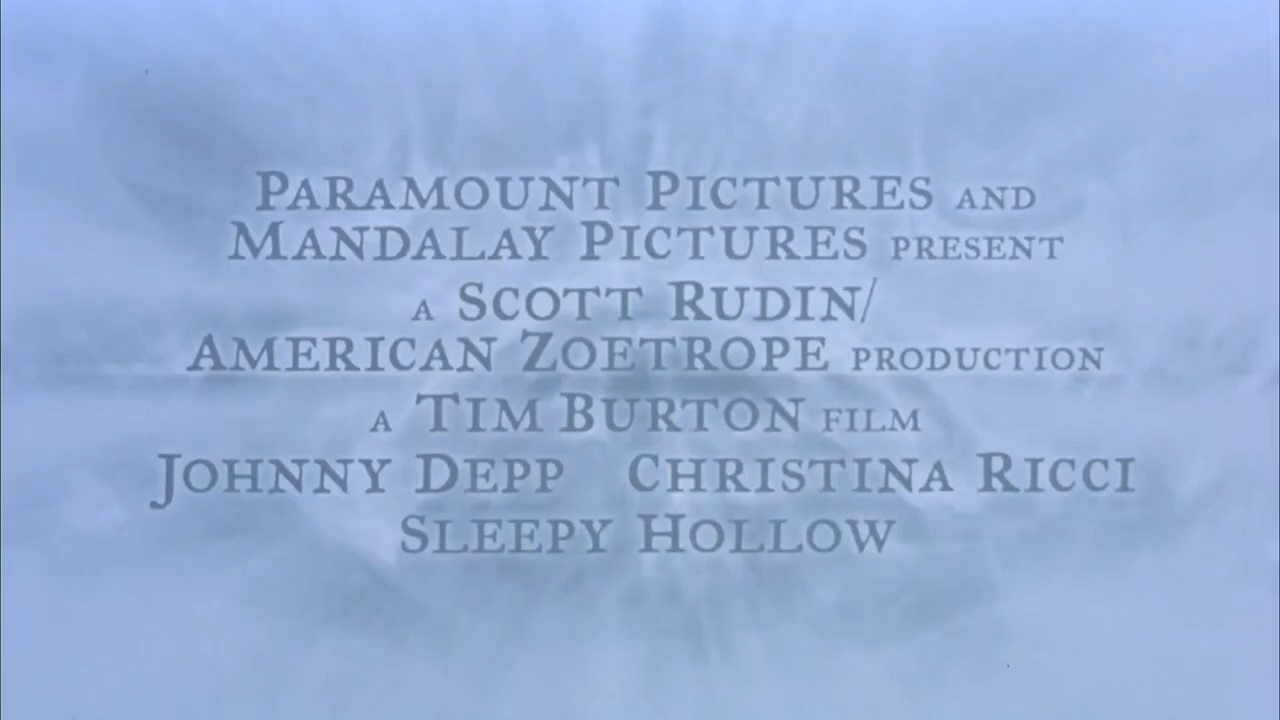 PARAMOUNT PICTURES AND
MANDALAY PICTURES PRESENT
A SCOTT RUDIN/
AMERICAN ZOETROPE PRODUCTION
A TIM BURTON FILM
JOHNNY DEPP CHRISTINA RICCI
SLEEPY HOLLOW